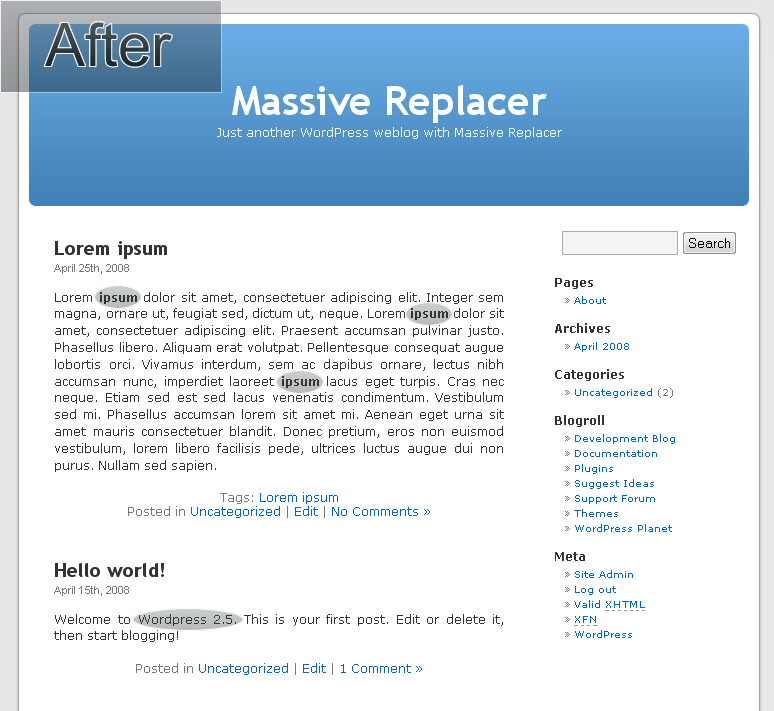 After
Massive Replacer
Just another WordPress weblog with Massive Replacer
Lorem ipsum
April 25th, 2008
Lorem ipsum dolor sit amet, consectetuer adipiscing elit. Integer sem
magna, ornare ut, feugiat sed, dictum ut, neque. Lorem ipsum dolor sit
amet, consectetuer adipiscing elit. Praesent accumsan pulvinar justo.
Phasellus libero. Aliquam erat volutpat. Pellentesque consequat augue
lobortis orci. Vivamus interdum, sem ac dapibus ornare, lectus nibh
accumsan nunc, imperdiet laoreet ipsum lacus eget turpis. Cras nec
neque. Etiam sed est sed lacus venenatis condimentum. Vestibulum
sed mi. Phasellus accumsan lorem sit amet mi. Aenean eget urna sit
amet mauris consectetuer blandit. Donec pretium, eros non euismod
vestibulum, lorem libero facilisis pede, ultrices luctus augue dui non
purus. Nullam sed sapien.
Tags: Lorem ipsum
Posted in Uncategorized | Edit | No Comments »
Hello world!
April 15th, 2008
Welcome to Wordpress 2.5. This is your first post. Edit or delete it,
then start blogging!
Posted in Uncategorized | Edit | 1 Comment »
Search
Pages
» About
Archives
» April 2008
Categories
» Uncategorized (2)
Blogroll
» Development Blog
» Documentation
» Plugins
» Suggest Ideas
» Support Forum
» Themes
» WordPress Planet
Meta
» Site Admin
» Log out
» Valid XHTML
» XFN
» WordPress